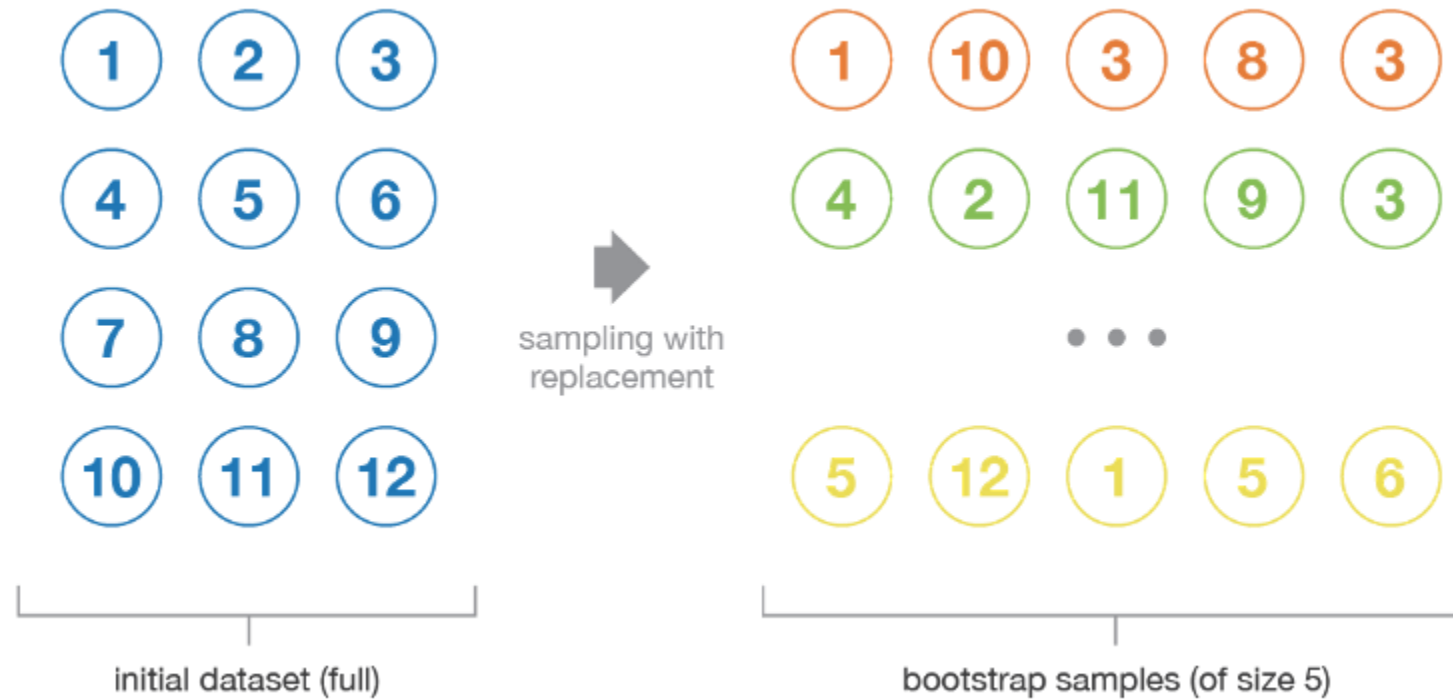 1 2 3 1 10 3 8 3
4 5 6 4 2 11 9 3
sampling with
replacement
7 8 9
10 11 12 5 12 1 5 6
initial dataset (full) bootstrap samples (of size 5)